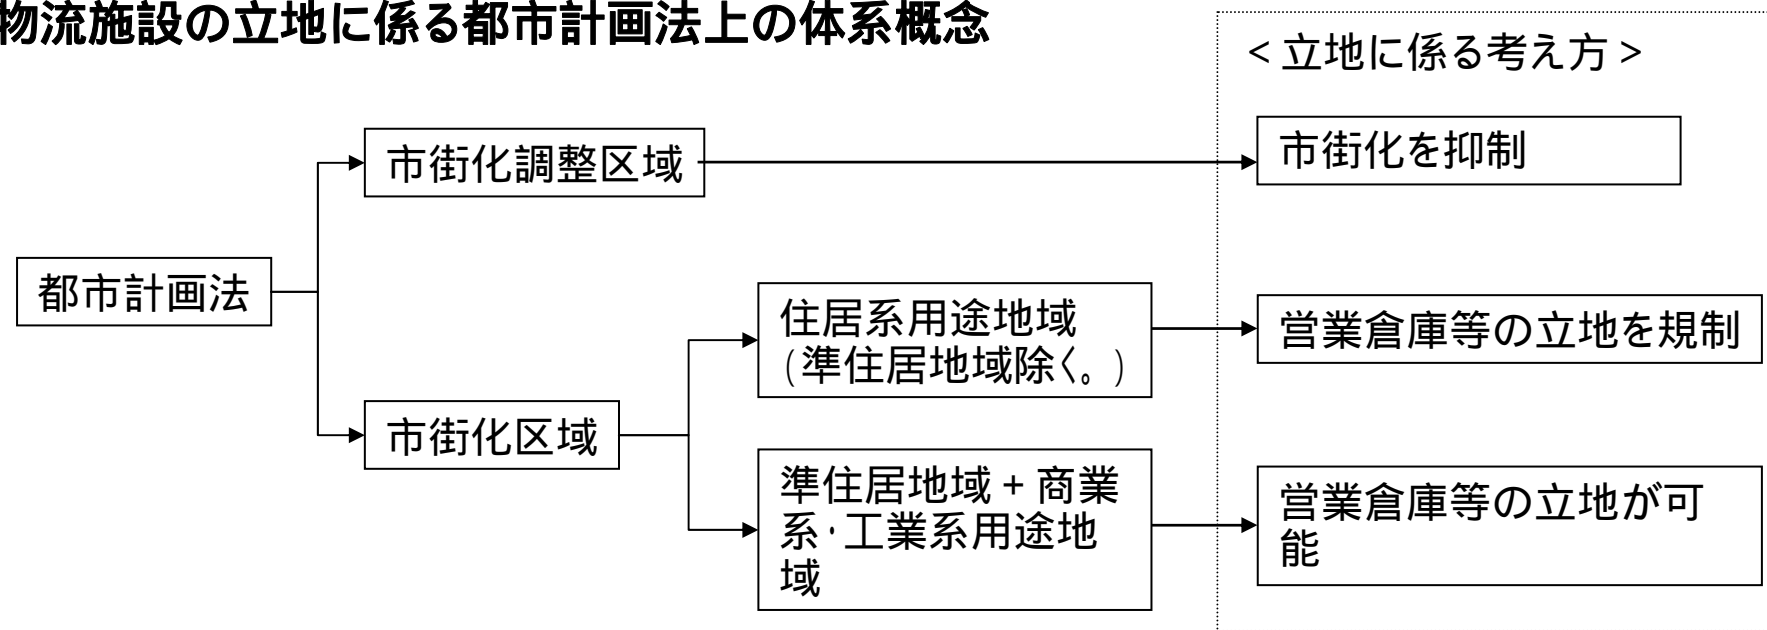 物流施設の立地に係る都市計画法上の体系概念
＜立地に係る考え方＞
市街化調整区域
市街化を抑制
都市計画法
住居系用途地域
(準住居地域除く。)
営業倉庫等の立地を規制
市街化区域
準住居地域＋商業
系・工業系用途地
域
営業倉庫等の立地が可
能